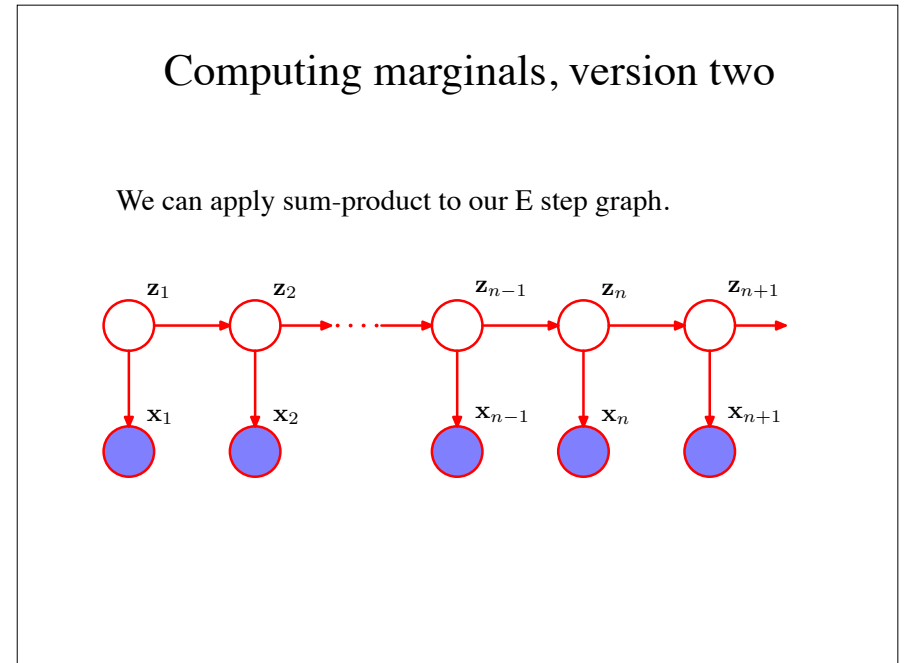 Computing marginals, version two
We can apply sum-product to our E step graph.
z₁ z₂ zₙ₋₁ zₙ zₙ₊₁
x₁ x₂ xₙ₋₁ xₙ xₙ₊₁